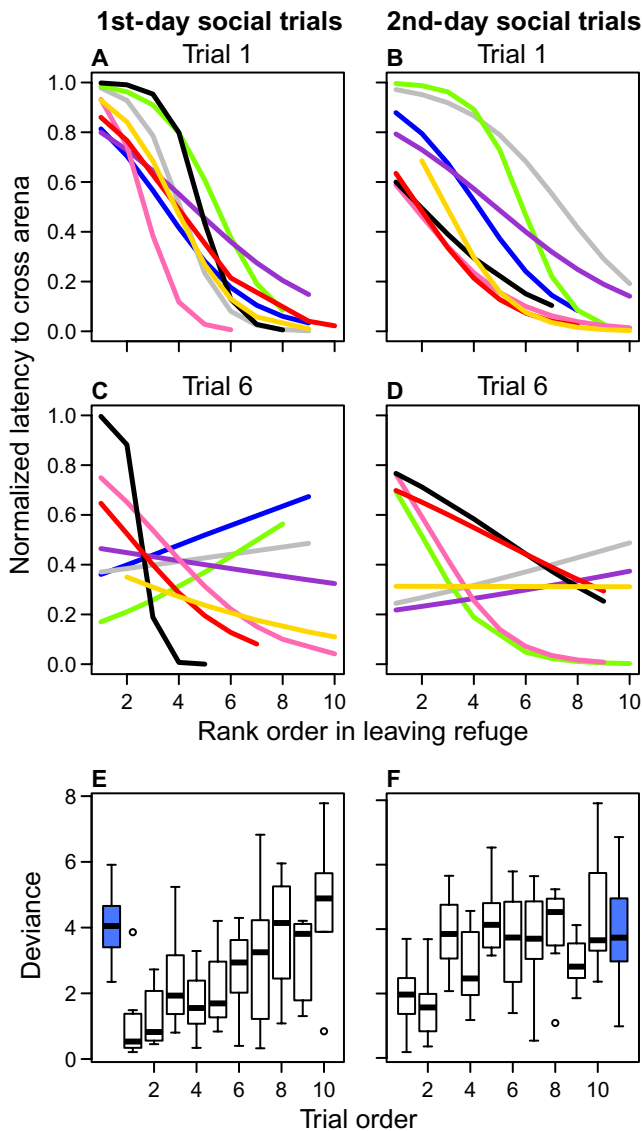 1st-day social trials
2nd-day social trials
A
Trial 1
B
Trial 1
Normalized latency to cross arena
1.0
0.8
0.6
0.4
0.2
0.0
C
Trial 6
D
Trial 6
1.0
0.8
0.6
0.4
0.2
0.0
2 4 6 8 10
2 4 6 8 10
Rank order in leaving refuge
E
F
Deviance
8
6
4
2
0
2 4 6 8 10
2 4 6 8 10
Trial order